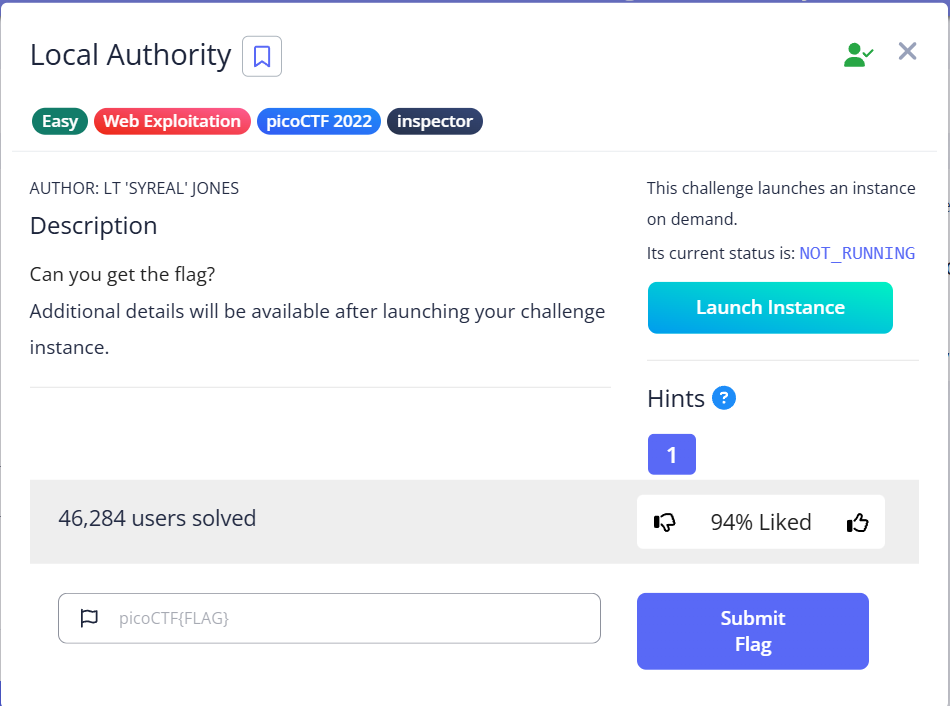 Local Authority
Easy Web Exploitation picoCTF 2022 inspector
AUTHOR: LT 'SYREAL' JONES
Description
Can you get the flag?
Additional details will be available after launching your challenge
instance.
This challenge launches an instance
on demand.
Its current status is: NOT_RUNNING
Launch Instance
Hints ?
1
46,284 users solved
94% Liked
picoCTF{FLAG}
Submit
Flag